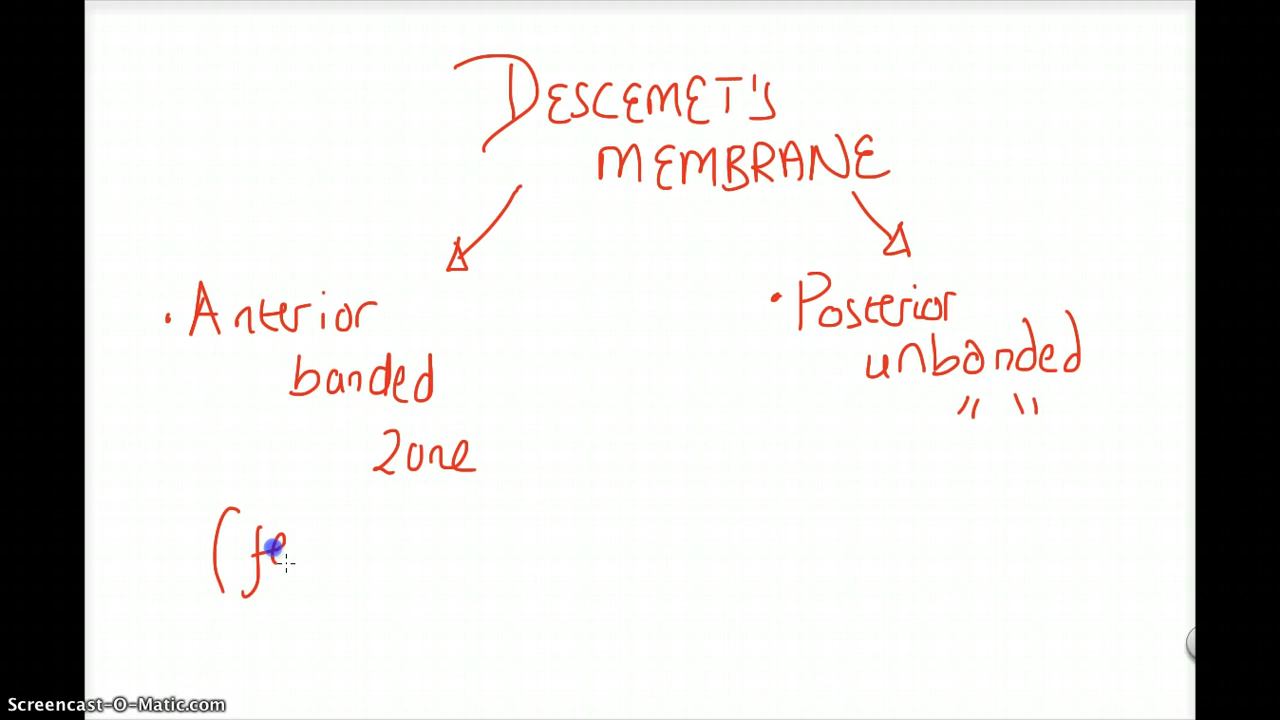 DESCEMET'S
MEMBRANE
• Anterior
banded
zone
(fe
• Posterior
unbanded
" "
Screencast-O-Matic.com